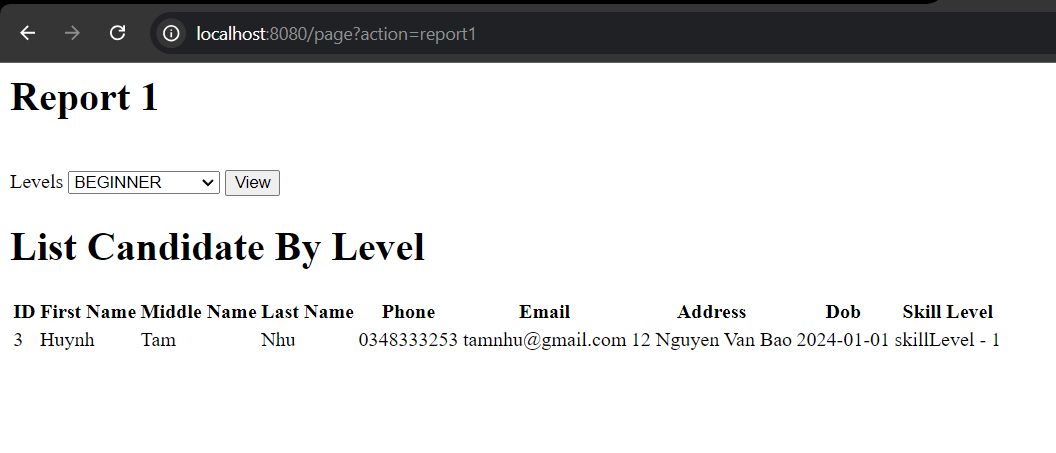 localhost:8080/page?action=report1
Report 1
Levels BEGINNER View
List Candidate By Level
ID First Name Middle Name Last Name Phone Email Address Dob Skill Level
3 Huynh Tam Nhu 0348333253 tamnhu@gmail.com 12 Nguyen Van Bao 2024-01-01 skillLevel - 1